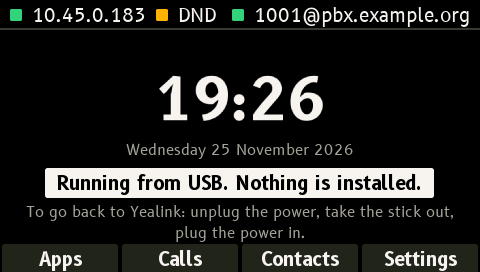 10.45.0.183 DND 1001@pbx.example.org
19:26
Wednesday 25 November 2026
Running from USB. Nothing is installed.
To go back to Yealink: unplug the power, take the stick out,
plug the power in.
Apps Calls Contacts Settings